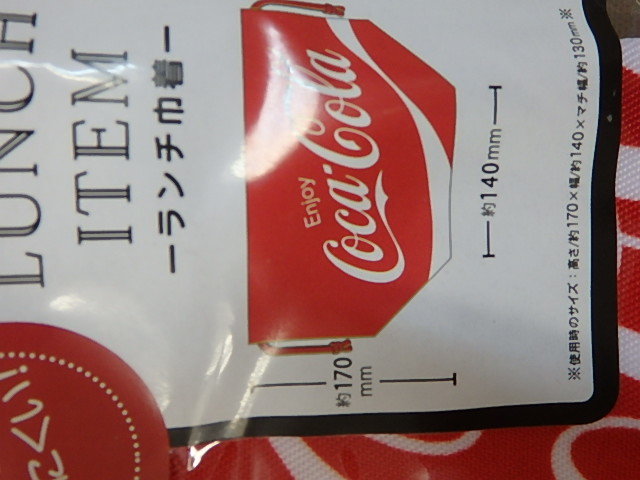 LUNCH
ITEM
ーランチ巾着ー
Enjoy
Coca-Cola
約140mm
約170
mm
※使用時のサイズ：高さ/約170×幅/約140×マチ幅/約130mm※
くい